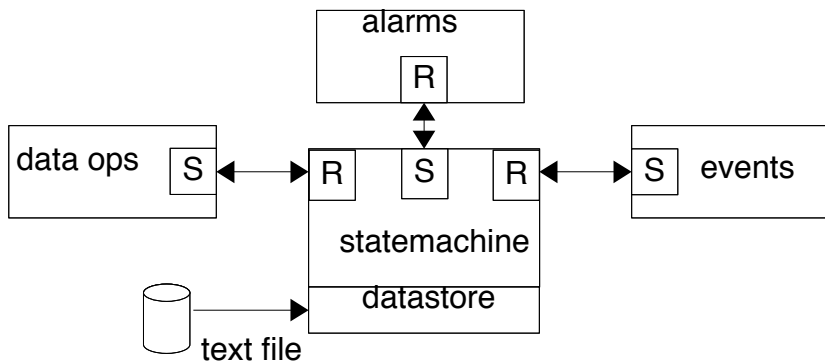 alarms
R
data ops
S
R
S
R
S
events
statemachine
datastore
text file